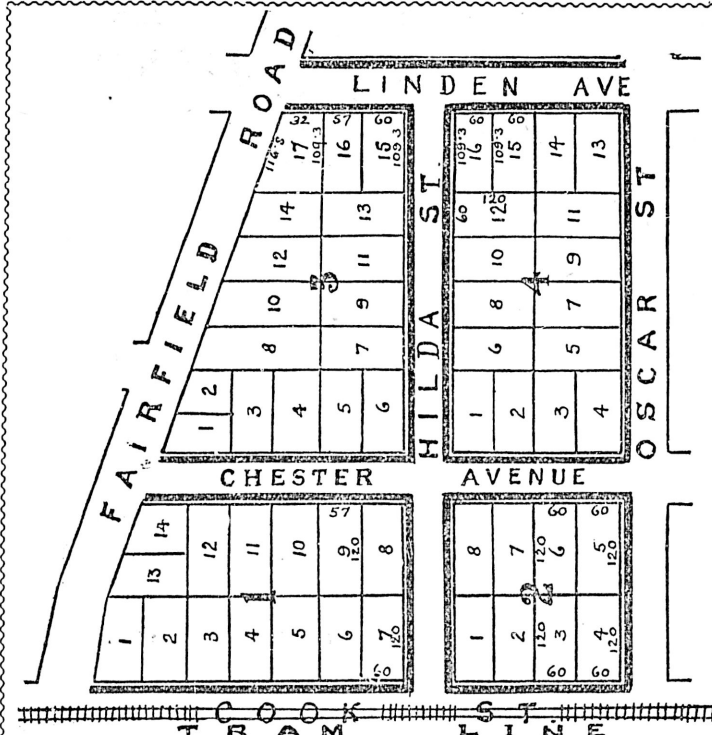 LINDEN AVE
FAIRFIELD ROAD
HILDA ST
OSCAR ST
32 57 60
116.5 17 109.3 16 15 109.3
14 13
12 11
3
10 9
8 7
2
1 3 4 5 6
60 60
109.3 16 109.3 15 14 13
60 120 12 11
10 9
4
8 7
6 5
1 2 3 4
CHESTER AVENUE
57
14 12 11 10 9 120 8
13
1
1 2 3 4 5 6 7 120
60
60 60
8 7 120 6 5 120
2
1 2 120 3 4 120
60 60
COOK ST
TRAM LINE